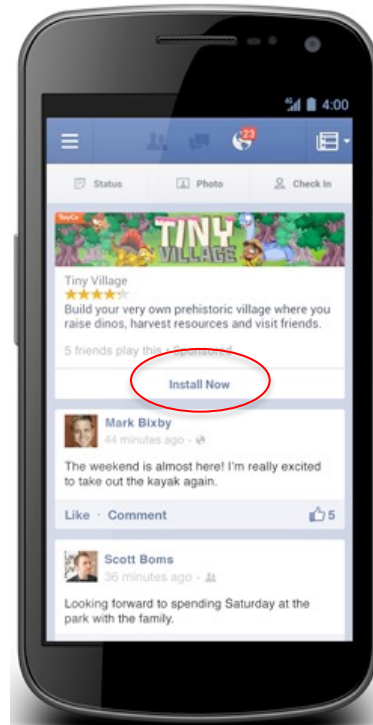 4G 4:00
23
Status Photo Check In
ToyCo
TINY
VILLAGE
Tiny Village
Build your very own prehistoric village where you
raise dinos, harvest resources and visit friends.
5 friends play this · Sponsored
Install Now
Mark Bixby
44 minutes ago ·
The weekend is almost here! I'm really excited
to take out the kayak again.
Like · Comment 5
Scott Boms
36 minutes ago ·
Looking forward to spending Saturday at the
park with the family.